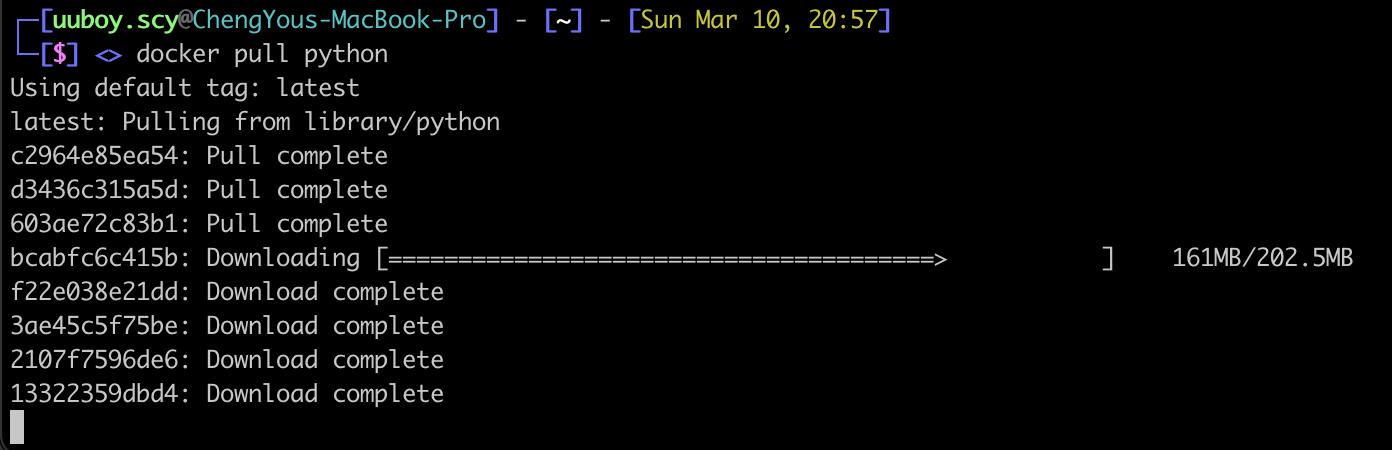 [uuboy.scy@ChengYous-MacBook-Pro] - [~] - [Sun Mar 10, 20:57]
[$] <> docker pull python
Using default tag: latest
latest: Pulling from library/python
c2964e85ea54: Pull complete
d3436c315a5d: Pull complete
603ae72c83b1: Pull complete
bcabfc6c415b: Downloading [=======================================>           ]    161MB/202.5MB
f22e038e21dd: Download complete
3ae45c5f75be: Download complete
2107f7596de6: Download complete
13322359dbd4: Download complete